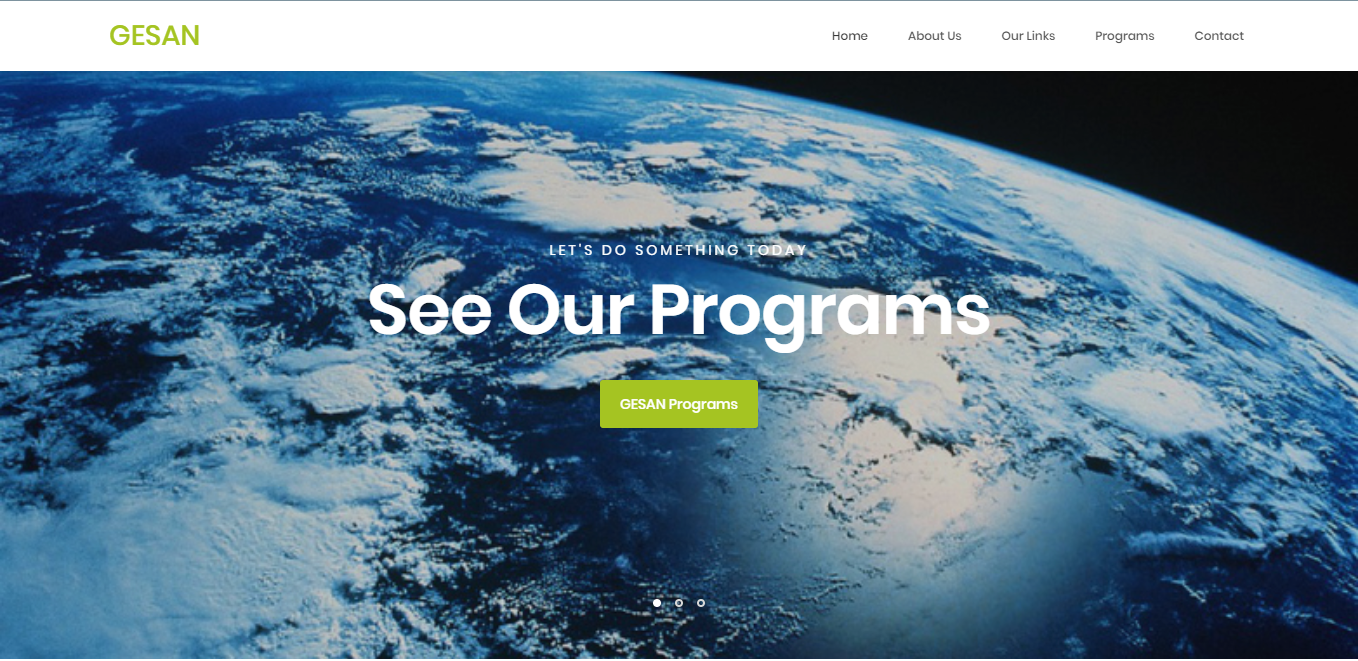 GESAN
Home About Us Our Links Programs Contact
LET'S DO SOMETHING TODAY
See Our Programs
GESAN Programs